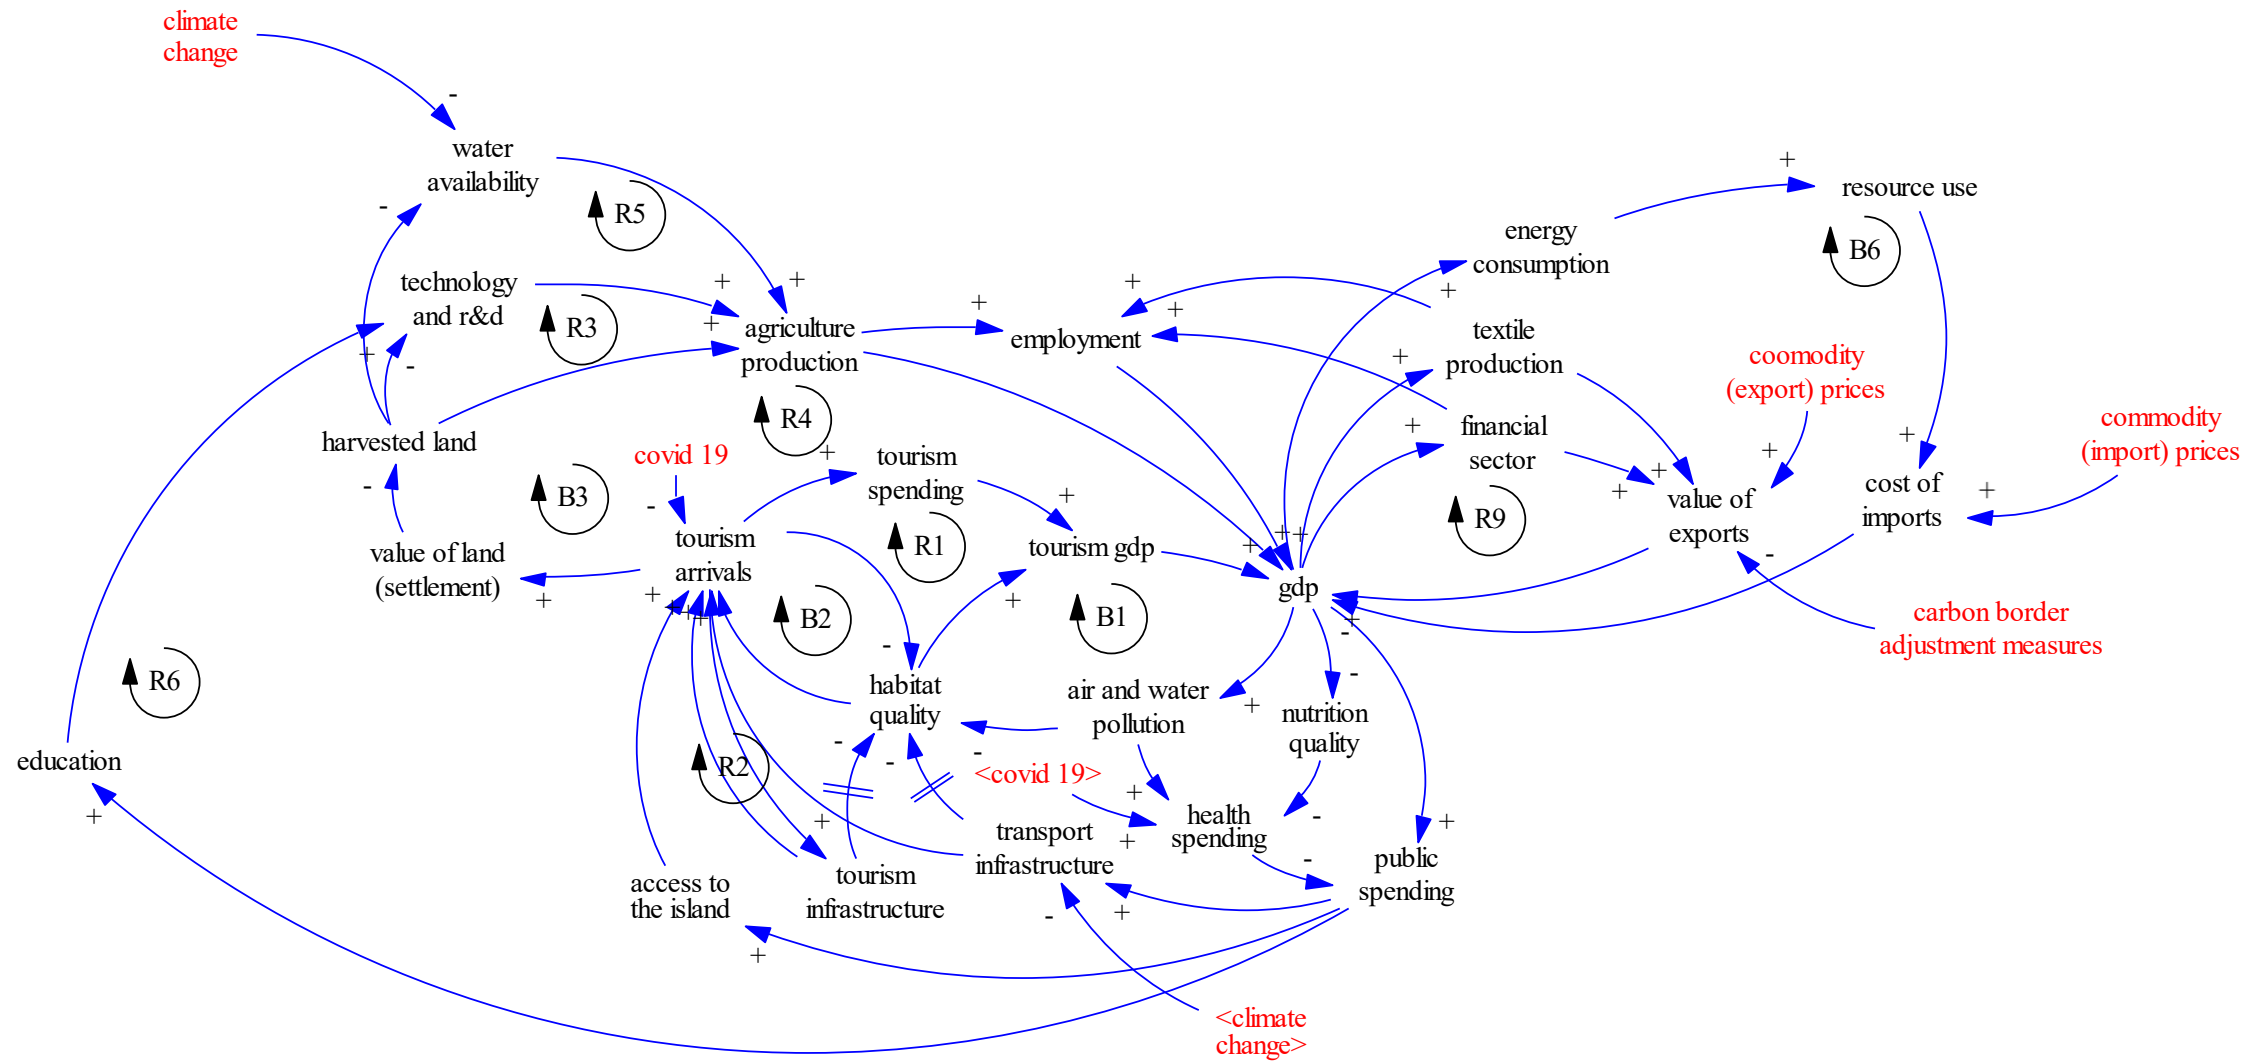 climate
change
-
water
availability
-
R5
technology
and r&d
+
R3
+
+
+
-
agriculture
production
+
employment
+
+
energy
consumption
+
+
resource use
B6
textile
production
+
coomodity
(export) prices
commodity
(import) prices
harvested land
R4
-
B3
covid 19
-
+
tourism
spending
+
financial
sector
+
+
+
+
R9
value of
exports
+
cost of
imports
+
-
value of land
(settlement)
+
tourism
arrivals
+
+
+
+
R1
tourism gdp
+
+
+
+
gdp
B2
B1
-
+
-
carbon border
adjustment measures
R6
habitat
quality
air and water
pollution
+
-
nutrition
quality
education
+
R2
-
-
-
<covid 19>
+
+
-
health
spending
-
+
transport
infrastructure
+
-
public
spending
+
access to
the island
+
tourism
infrastructure
<climate
change>